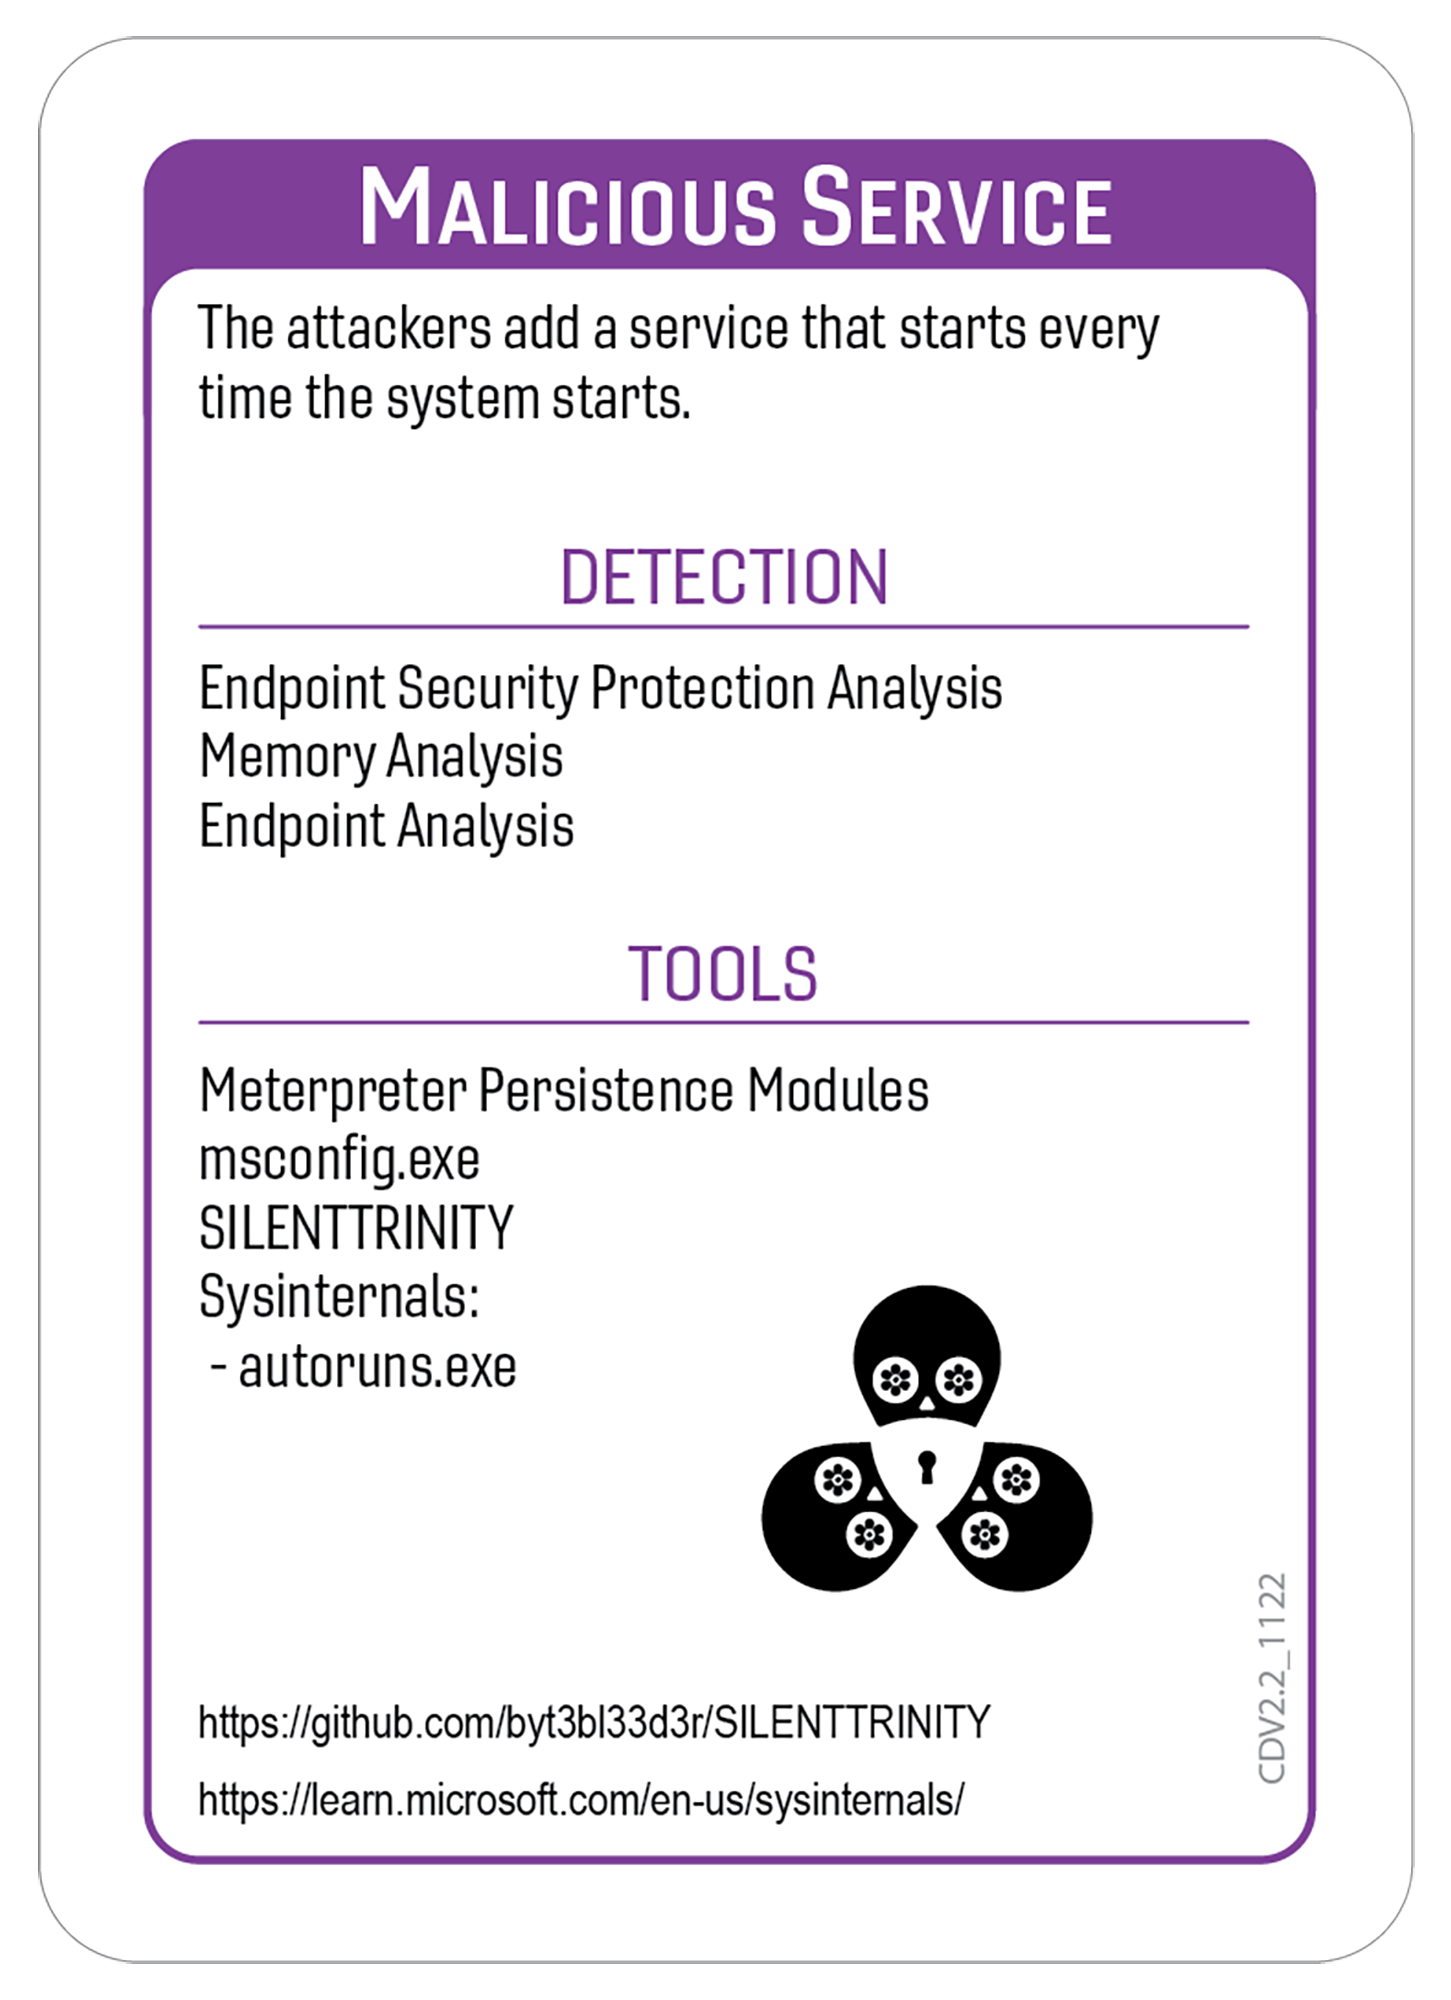 Malicious Service
The attackers add a service that starts every
time the system starts.
DETECTION
Endpoint Security Protection Analysis
Memory Analysis
Endpoint Analysis
TOOLS
Meterpreter Persistence Modules
msconfig.exe
SILENTTRINITY
Sysinternals:
- autoruns.exe
https://github.com/byt3bl33d3r/SILENTTRINITY
https://learn.microsoft.com/en-us/sysinternals/
CDV2.2_1122